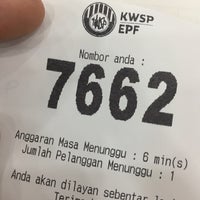 KWSP
EPF
Nombor anda :
7662
Anggaran Masa Menunggu : 6 min(s)
Jumlah Pelanggan Menunggu : 1
Anda akan dilayan sebentar